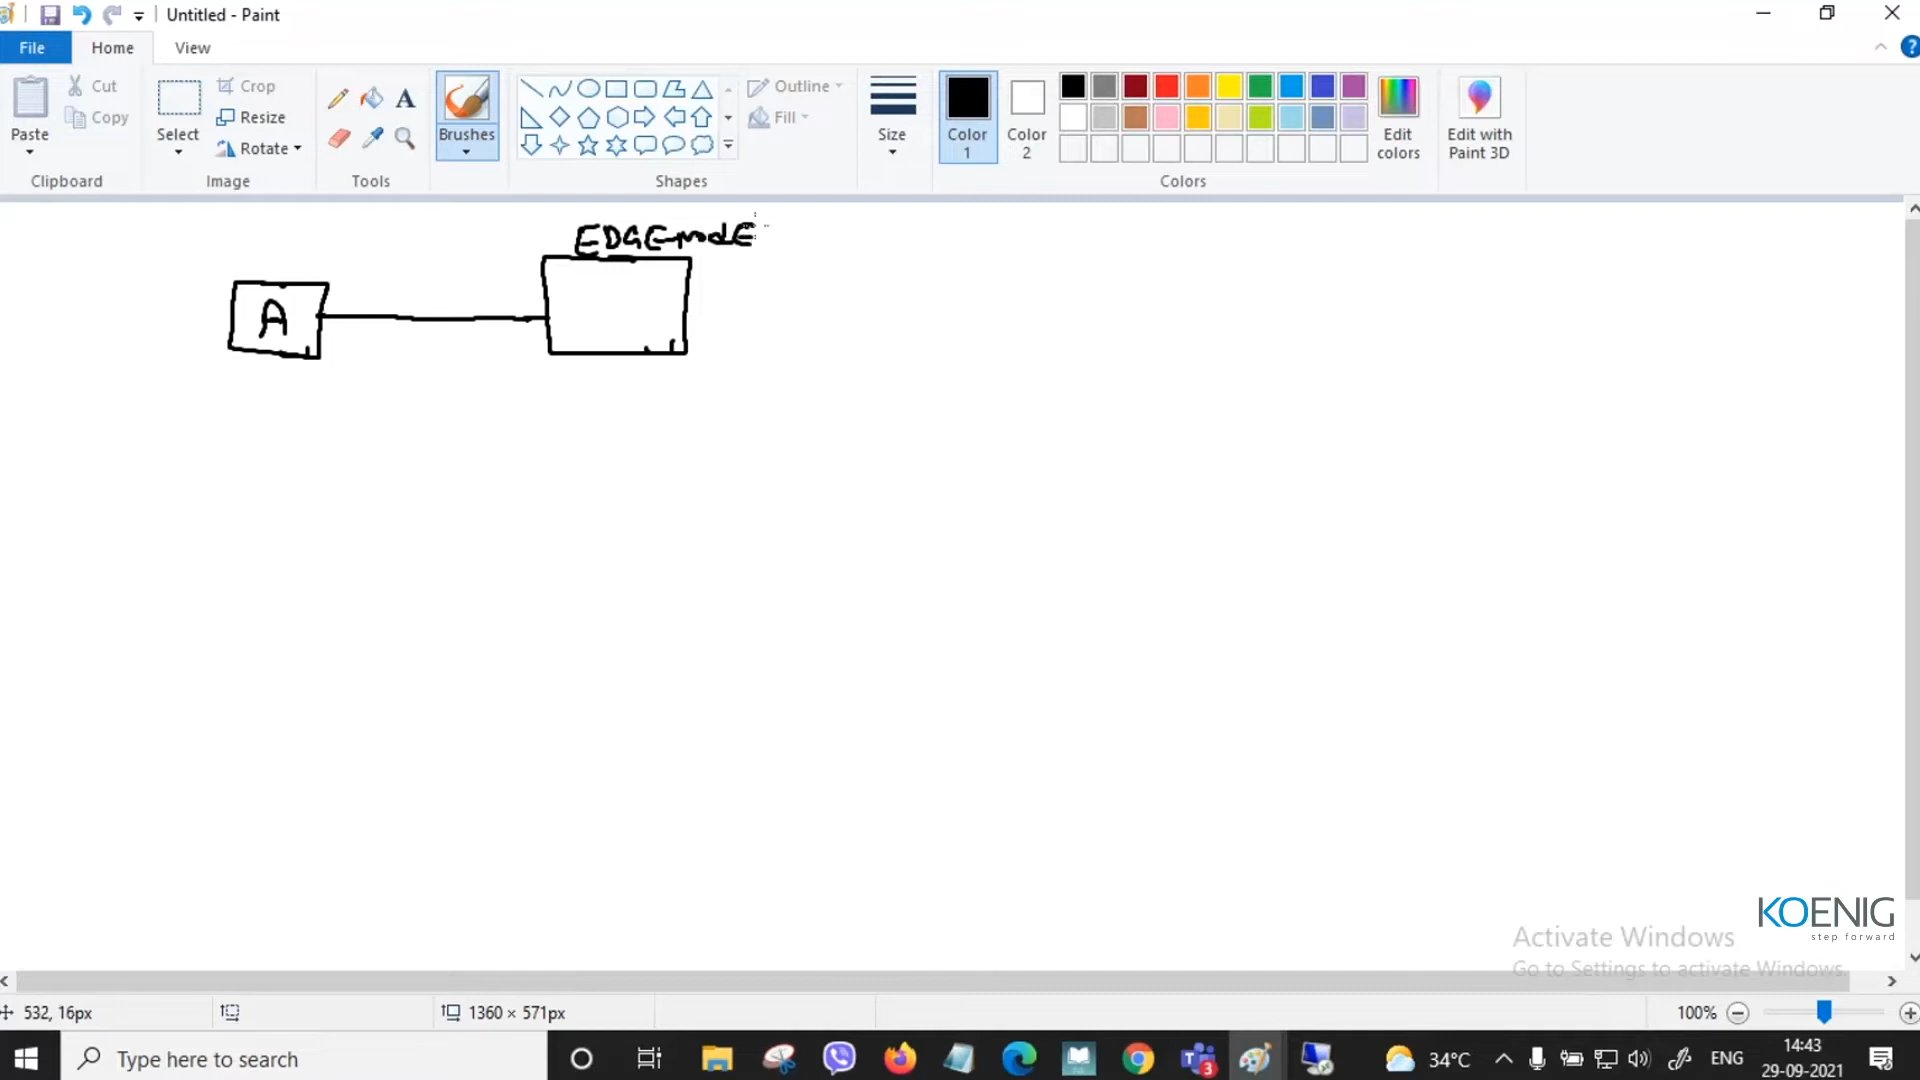 Untitled - Paint
File Home View
Paste
Cut
Copy
Clipboard
Select
Crop
Resize
Rotate
Image
Tools
Brushes
Shapes
Outline
Fill
Size
Color 1
Color 2
Edit colors
Colors
Edit with Paint 3D
EDGE nodE
A
KOENIG
step forward
Activate Windows
Go to Settings to activate Windows.
532, 16px
1360 × 571px
100%
Type here to search
3
34°C
ENG
14:43
29-09-2021